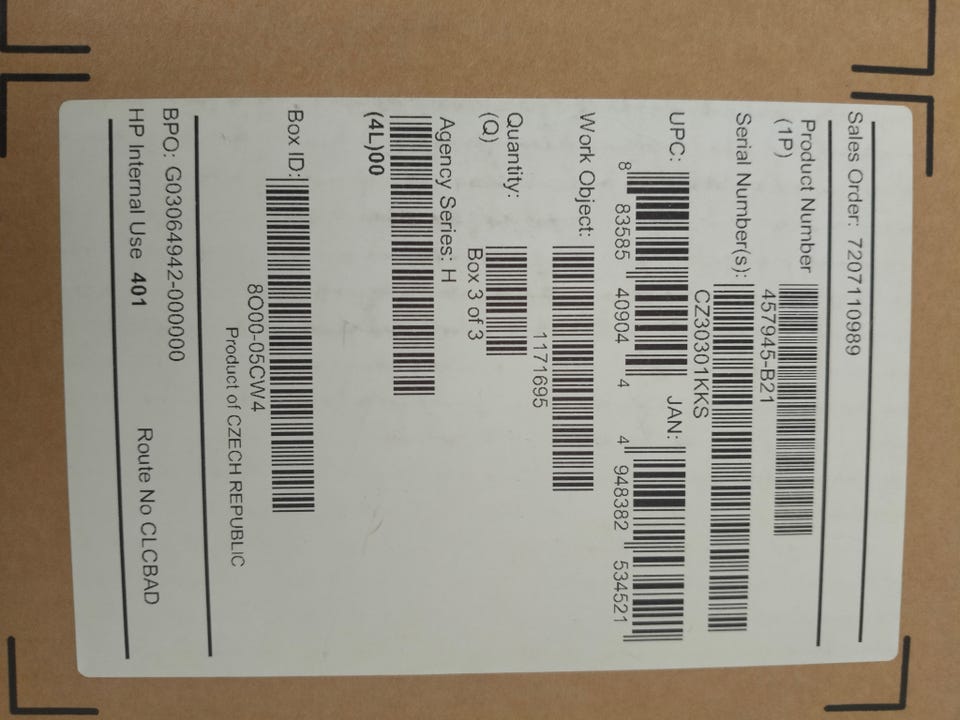 Sales Order: 7207110989
Product Number
(1P)
457945-B21
Serial Number(s):
CZ30301KKS
UPC:
8 83585 40904 4
JAN:
4 948382 534521
Work Object:
1171695
Quantity:
(Q)
Box 3 of 3
Agency Series: H
(4L)00
Box ID:
8O00-05CW4
Product of CZECH REPUBLIC
BPO: G03064942-000000
HP Internal Use 401
Route No CLCBAD